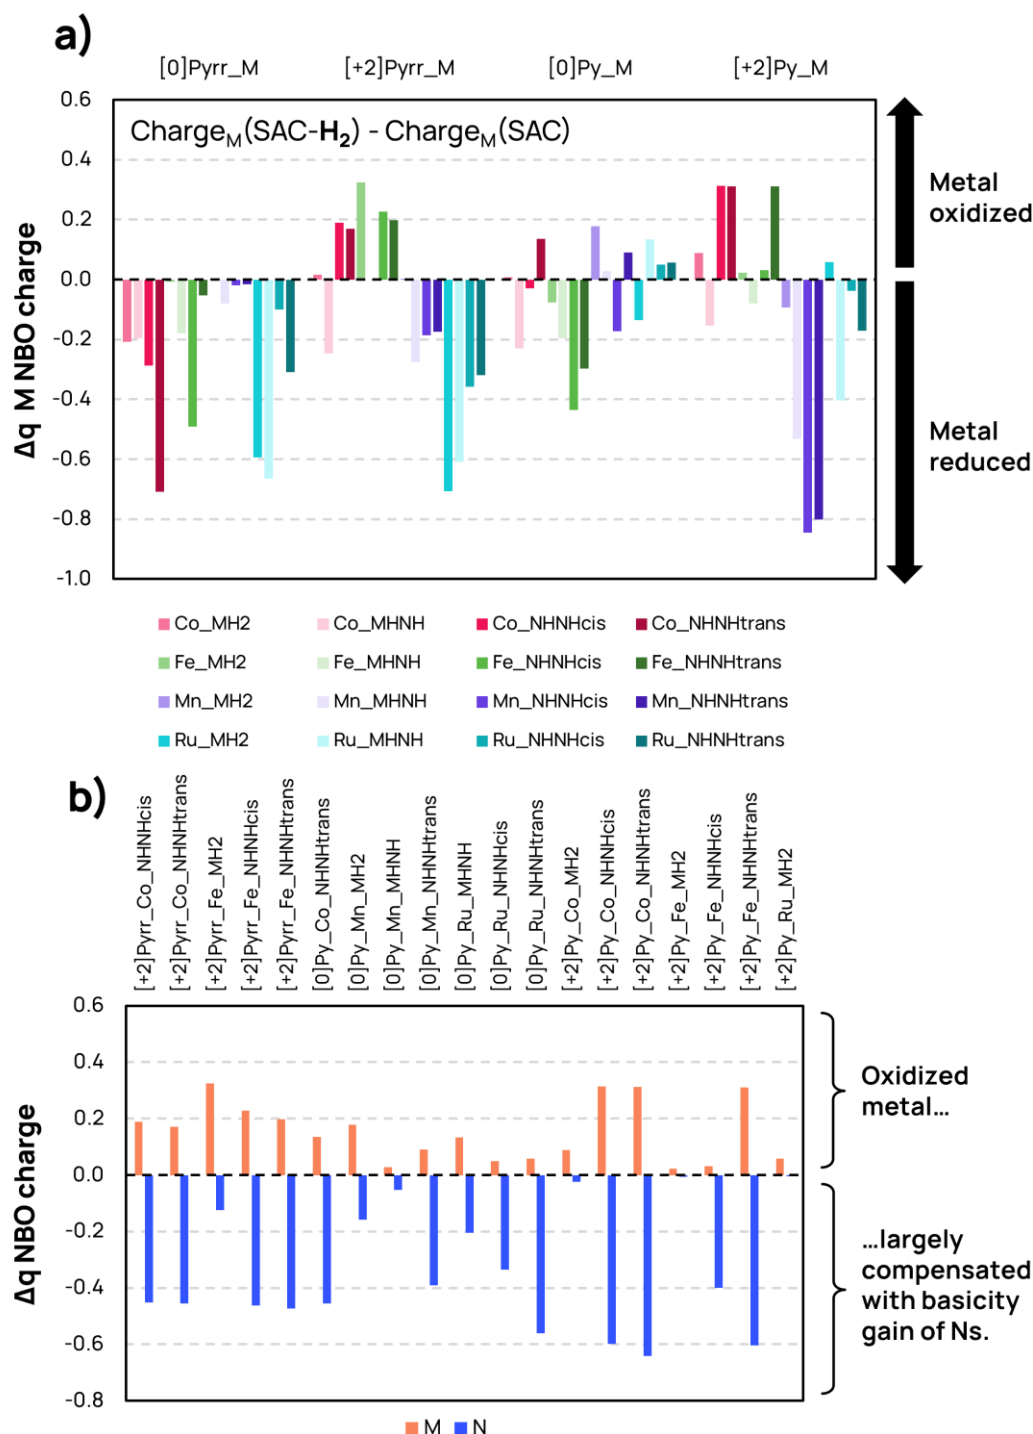 a)
[0]Pyrr_M [+2]Pyrr_M [0]Py_M [+2]Py_M
Charge_M(SAC-H₂) - Charge_M(SAC)
Δq M NBO charge
0.6
0.4
0.2
0.0
-0.2
-0.4
-0.6
-0.8
-1.0
Metal
oxidized
Metal
reduced
Co_MH2 Co_MHNH Co_NHNHcis Co_NHNHtrans
Fe_MH2 Fe_MHNH Fe_NHNHcis Fe_NHNHtrans
Mn_MH2 Mn_MHNH Mn_NHNHcis Mn_NHNHtrans
Ru_MH2 Ru_MHNH Ru_NHNHcis Ru_NHNHtrans
b)
[+2]Pyrr_Co_NHNHcis
[+2]Pyrr_Co_NHNHtrans
[+2]Pyrr_Fe_MH2
[+2]Pyrr_Fe_NHNHcis
[+2]Pyrr_Fe_NHNHtrans
[0]Py_Co_NHNHtrans
[0]Py_Mn_MH2
[0]Py_Mn_MHNH
[0]Py_Mn_NHNHtrans
[0]Py_Ru_MHNH
[0]Py_Ru_NHNHcis
[0]Py_Ru_NHNHtrans
[+2]Py_Co_MH2
[+2]Py_Co_NHNHcis
[+2]Py_Co_NHNHtrans
[+2]Py_Fe_MH2
[+2]Py_Fe_NHNHcis
[+2]Py_Fe_NHNHtrans
[+2]Py_Ru_MH2
Δq NBO charge
0.6
0.4
0.2
0.0
-0.2
-0.4
-0.6
-0.8
Oxidized
metal...
...largely
compensated
with basicity
gain of Ns.
M N